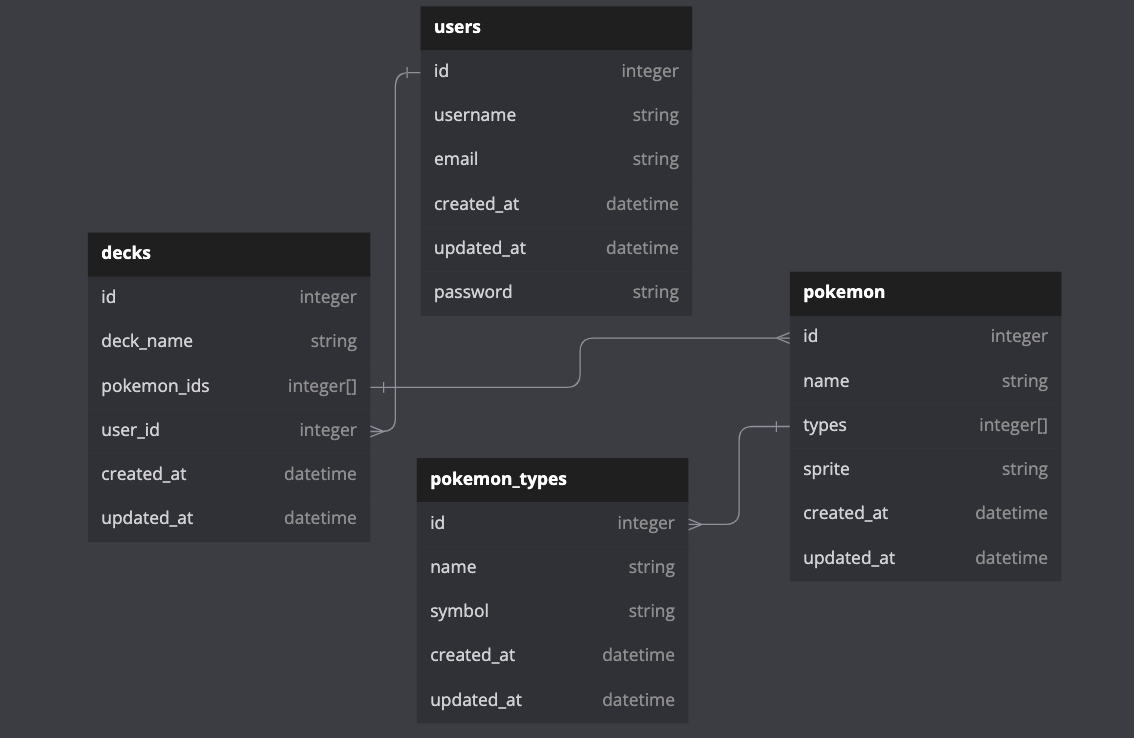 users
id integer
username string
email string
created_at datetime
updated_at datetime
password string
decks
id integer
deck_name string
pokemon_ids integer[]
user_id integer
created_at datetime
updated_at datetime
pokemon
id integer
name string
types integer[]
sprite string
created_at datetime
updated_at datetime
pokemon_types
id integer
name string
symbol string
created_at datetime
updated_at datetime